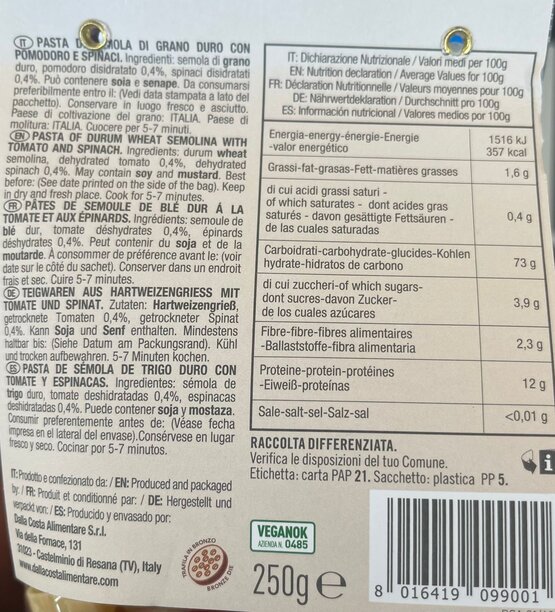 IT PASTA DI SEMOLA DI GRANO DURO CON
POMODORO E SPINACI. Ingredienti: semola di grano
duro, pomodoro disidratato 0,4%, spinaci disidratati
0,4%. Può contenere soia e senape. Da consumarsi
preferibilmente entro il: (Vedi data stampata a lato del
pacchetto). Conservare in luogo fresco e asciutto.
Paese di coltivazione del grano: ITALIA. Paese di
molitura: ITALIA. Cuocere per 5-7 minuti.
EN PASTA OF DURUM WHEAT SEMOLINA WITH
TOMATO AND SPINACH. Ingredients: durum wheat
semolina, dehydrated tomato 0,4%, dehydrated
spinach 0,4%. May contain soy and mustard. Best
before: (See date printed on the side of the bag). Keep
in dry and fresh place. Cook for 5-7 minutes.
FR PÂTES DE SEMOULE DE BLÉ DUR Á LA
TOMATE ET AUX ÉPINARDS. Ingrédients: semoule de
blé dur, tomate déshydrates 0,4%, épinards
déshydrates 0,4%. Peut contenir du soja et de la
moutarde. À consommer de préférence avant le: (voir
date sur le côté du sachet). Conserver dans un endroit
frais et sec. Cuire 5-7 minutes.
DE TEIGWAREN AUS HARTWEIZENGRIESS MIT
TOMATE UND SPINAT. Zutaten: Hartweizengrieß,
getrocknete Tomaten 0,4%, getrockneter Spinat
0,4%. Kann Soja und Senf enthalten. Mindestens
haltbar bis: (Siehe Datum am Packungsrand). Kühl
und trocken aufbewahren. 5-7 Minuten kochen.
ES PASTA DE SÉMOLA DE TRIGO DURO CON
TOMATE Y ESPINACAS. Ingredientes: sémola de
trigo duro, tomate deshidratadas 0,4%, espinacas
deshidratadas 0,4%. Puede contener soja y mostaza.
Consumir preferentemente antes de: (Véase fecha
impresa en el lateral del envase).Consérvese en lugar
fresco y seco. Cocinar por 5-7 minutos.
IT: Prodotto e confezionato da: / EN: Produced and packaged
by: / FR: Produit et conditionné par: / DE: Hergestellt und
verpackt von: / ES: Producido y envasado por:
Dalla Costa Alimentare S.r.l.
Via della Fornace, 131
31023 - Castelminio di Resana (TV), Italy
www.dallacostalimentare.com
TRAFILA IN BRONZO
BRONZE DIE
IT: Dichiarazione Nutrizionale / Valori medi per 100g
EN: Nutrition declaration / Average Values for 100g
FR: Déclaration Nutritionnelle / Valeurs moyennes pour 100g
DE: Nährwertdeklaration / Durchschnitt pro 100g
ES: Información nutricional / Valores medios por 100g
Energia-energy-énergie-Energie
-valor energético
1516 kJ
357 kcal
Grassi-fat-grasas-Fett-matières grasses 1,6 g
di cui acidi grassi saturi -
of which saturates - dont acides gras
saturés - davon gesättigte Fettsäuren -
de las cuales saturadas
0,4 g
Carboidrati-carbohydrate-glucides-Kohlen
hydrate-hidratos de carbono
73 g
di cui zuccheri-of which sugars-
dont sucres-davon Zucker-
de los cuales azúcares
3,9 g
Fibre-fibre-fibres alimentaires
-Ballaststoffe-fibra alimentaria
2,3 g
Proteine-protein-protéines
-Eiweiß-proteínas
12 g
Sale-salt-sel-Salz-sal <0,01 g
RACCOLTA DIFFERENZIATA.
Verifica le disposizioni del tuo Comune.
Etichetta: carta PAP 21. Sacchetto: plastica PP 5.
i
VEGANOK
AZIENDA N. 0485
250g e
8 016419 099001